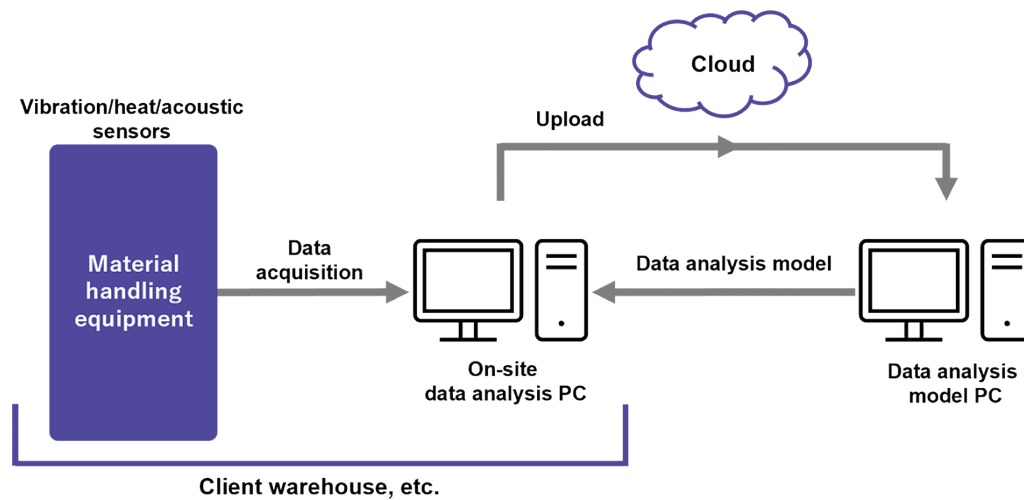 Cloud
Vibration/heat/acoustic
sensors
Upload
Material
handling
equipment
Data
acquisition
Data analysis model
On-site
data analysis PC
Data analysis
model PC
Client warehouse, etc.